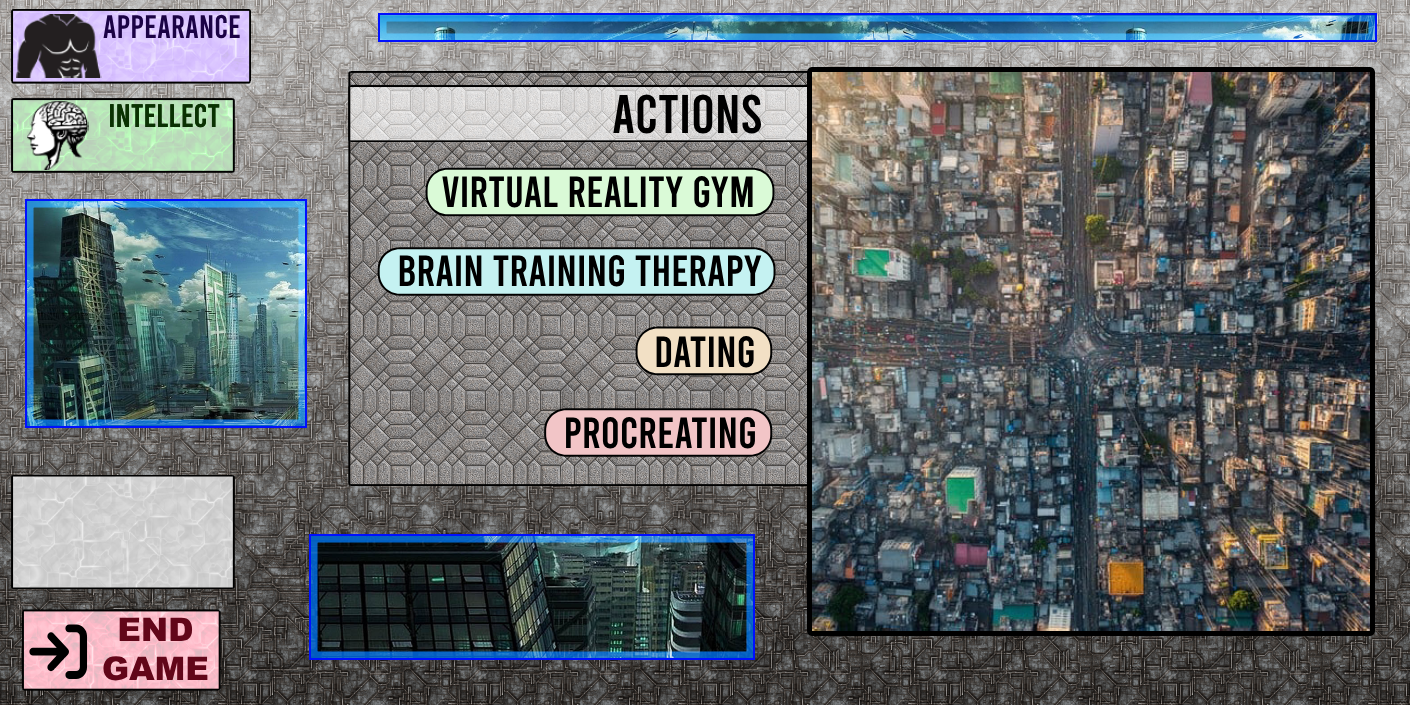 APPEARANCE
INTELLECT
ACTIONS
VIRTUAL REALITY GYM
BRAIN TRAINING THERAPY
DATING
PROCREATING
END
GAME